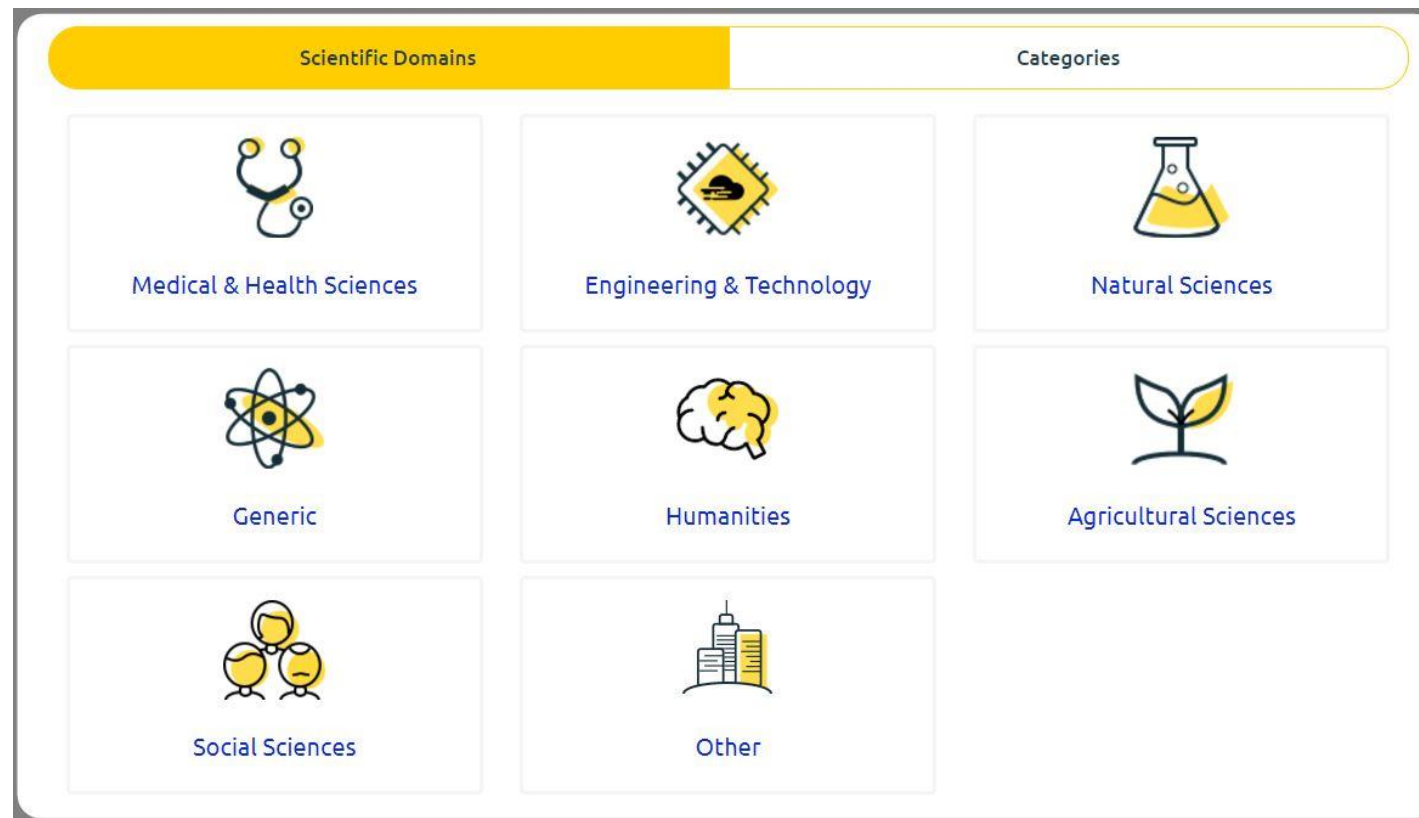 Scientific Domains
Categories
Medical & Health Sciences
Engineering & Technology
Natural Sciences
Generic
Humanities
Agricultural Sciences
Social Sciences
Other